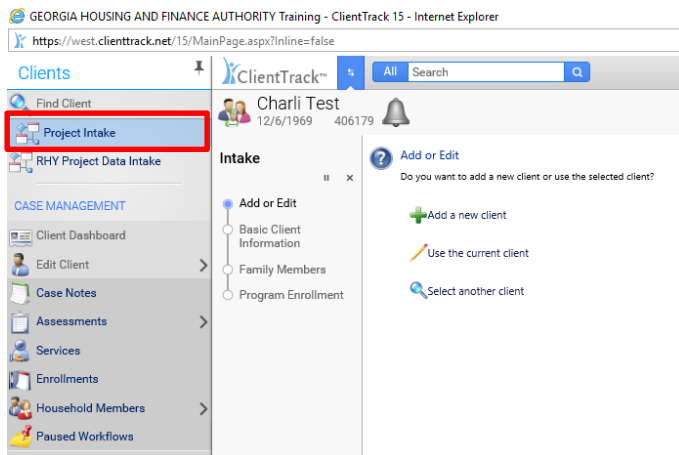 GEORGIA HOUSING AND FINANCE AUTHORITY Training - ClientTrack 15 - Internet Explorer
https://west.clienttrack.net/15/MainPage.aspx?Inline=false
Clients
Find Client
Project Intake
RHY Project Data Intake
CASE MANAGEMENT
Client Dashboard
Edit Client
Case Notes
Assessments
Services
Enrollments
Household Members
Paused Workflows
ClientTrack™
All Search
Charli Test
12/6/1969 406179
Intake
Add or Edit
Basic Client
Information
Family Members
Program Enrollment
Add or Edit
Do you want to add a new client or use the selected client?
Add a new client
Use the current client
Select another client